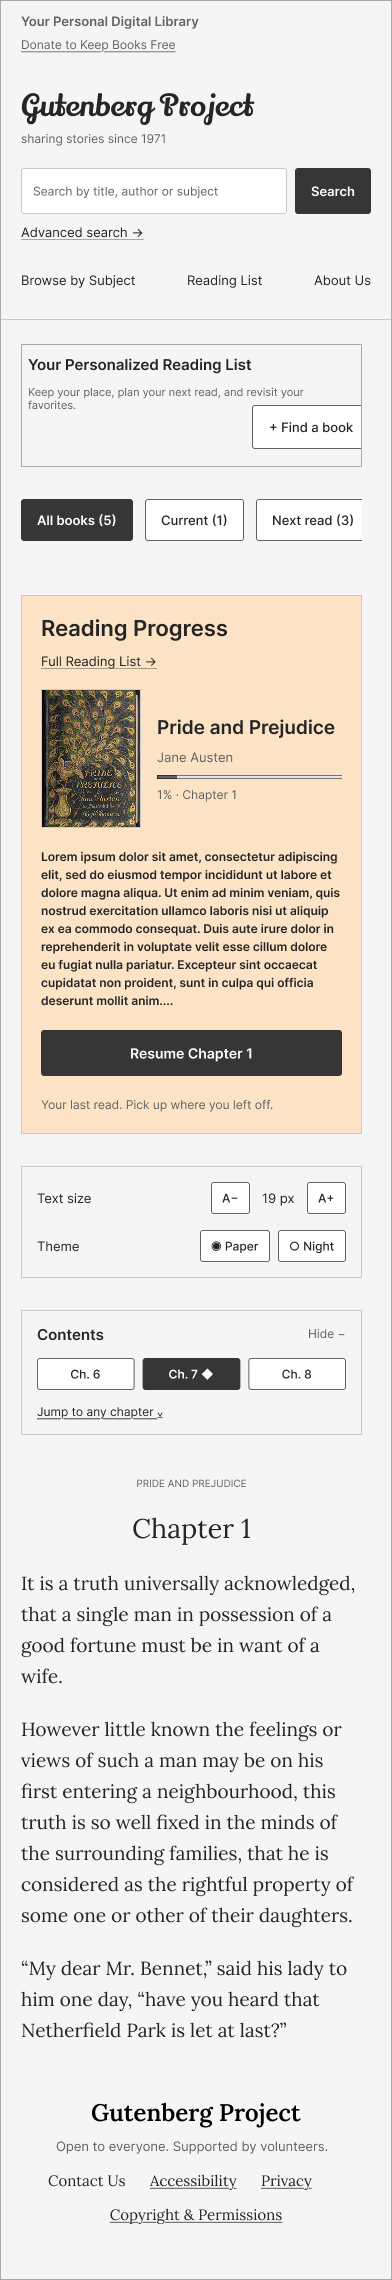 Your Personal Digital Library
Donate to Keep Books Free
Gutenberg Project
sharing stories since 1971
Search by title, author or subject
Search
Advanced search →
Browse by Subject Reading List About Us
Your Personalized Reading List
Keep your place, plan your next read, and revisit your
favorites.
+ Find a book
All books (5) Current (1) Next read (3)
Reading Progress
Full Reading List →
PRIDE
AND
PREJUDICE
Pride and Prejudice
Jane Austen
1% · Chapter 1
Lorem ipsum dolor sit amet, consectetur adipiscing
elit, sed do eiusmod tempor incididunt ut labore et
dolore magna aliqua. Ut enim ad minim veniam, quis
nostrud exercitation ullamco laboris nisi ut aliquip
ex ea commodo consequat. Duis aute irure dolor in
reprehenderit in voluptate velit esse cillum dolore
eu fugiat nulla pariatur. Excepteur sint occaecat
cupidatat non proident, sunt in culpa qui officia
deserunt mollit anim....
Resume Chapter 1
Your last read. Pick up where you left off.
Text size A− 19 px A+
Theme ◉ Paper ○ Night
Contents Hide −
Ch. 6 Ch. 7 ◆ Ch. 8
Jump to any chapter ˬ
PRIDE AND PREJUDICE
Chapter 1
It is a truth universally acknowledged,
that a single man in possession of a
good fortune must be in want of a
wife.
However little known the feelings or
views of such a man may be on his
first entering a neighbourhood, this
truth is so well fixed in the minds of
the surrounding families, that he is
considered as the rightful property of
some one or other of their daughters.
“My dear Mr. Bennet,” said his lady to
him one day, “have you heard that
Netherfield Park is let at last?”
Gutenberg Project
Open to everyone. Supported by volunteers.
Contact Us Accessibility Privacy
Copyright & Permissions